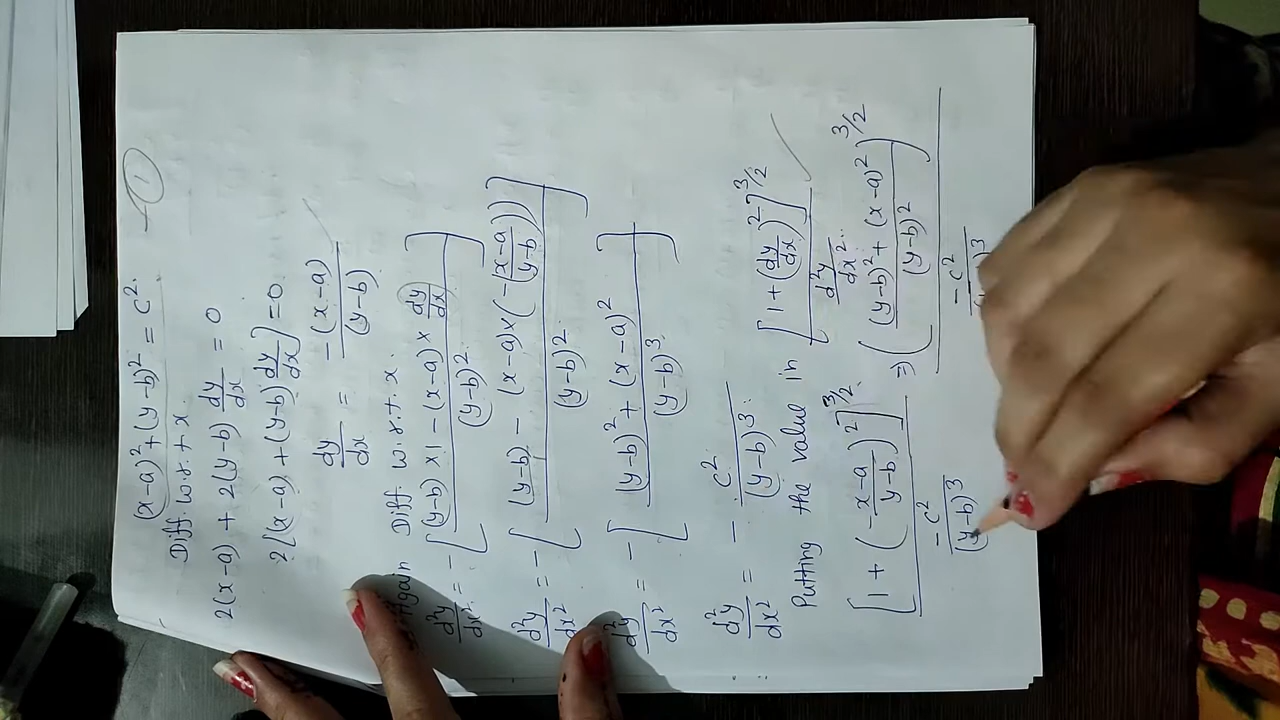 (x-a)² + (y-b)² = c². — ①
Diff. w.r.t x
2(x-a) + 2(y-b) dy/dx = 0
2[(x-a) + (y-b) dy/dx] = 0
dy/dx = -(x-a)/(y-b)
Again Diff. w.r.t. x.
d²y/dx² = -[((y-b)×1 - (x-a)× dy/dx)/(y-b)²]
d²y/dx² = -[((y-b) - (x-a)×(-(x-a)/(y-b)))/(y-b)²]
d²y/dx² = -[((y-b)² + (x-a)²)/(y-b)³]
d²y/dx² = - c²/(y-b)³.
Putting the value in [1+(dy/dx)²]^3/2 / d²y/dx².
[1 + (-(x-a)/(y-b))²]^3/2 / (-c²/(y-b)³) ⇒ (((y-b)² + (x-a)²)/(y-b)²)^3/2 / (-c²/ )³